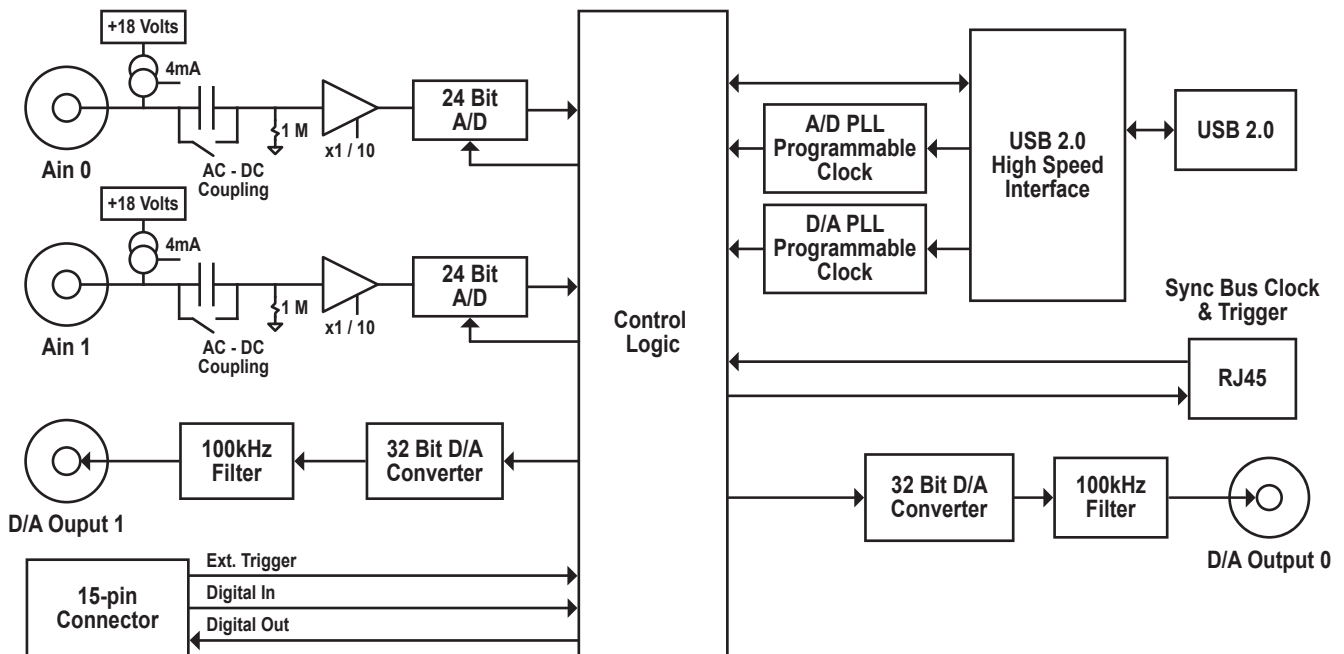 +18 Volts
4mA
Ain 0
AC - DC
Coupling
1 M
x1 / 10
24 Bit
A/D
+18 Volts
4mA
Ain 1
AC - DC
Coupling
1 M
x1 / 10
24 Bit
A/D
D/A Ouput 1
100kHz
Filter
32 Bit D/A
Converter
15-pin
Connector
Ext. Trigger
Digital In
Digital Out
Control
Logic
A/D PLL
Programmable
Clock
D/A PLL
Programmable
Clock
USB 2.0
High Speed
Interface
USB 2.0
Sync Bus Clock
& Trigger
RJ45
32 Bit D/A
Converter
100kHz
Filter
D/A Output 0